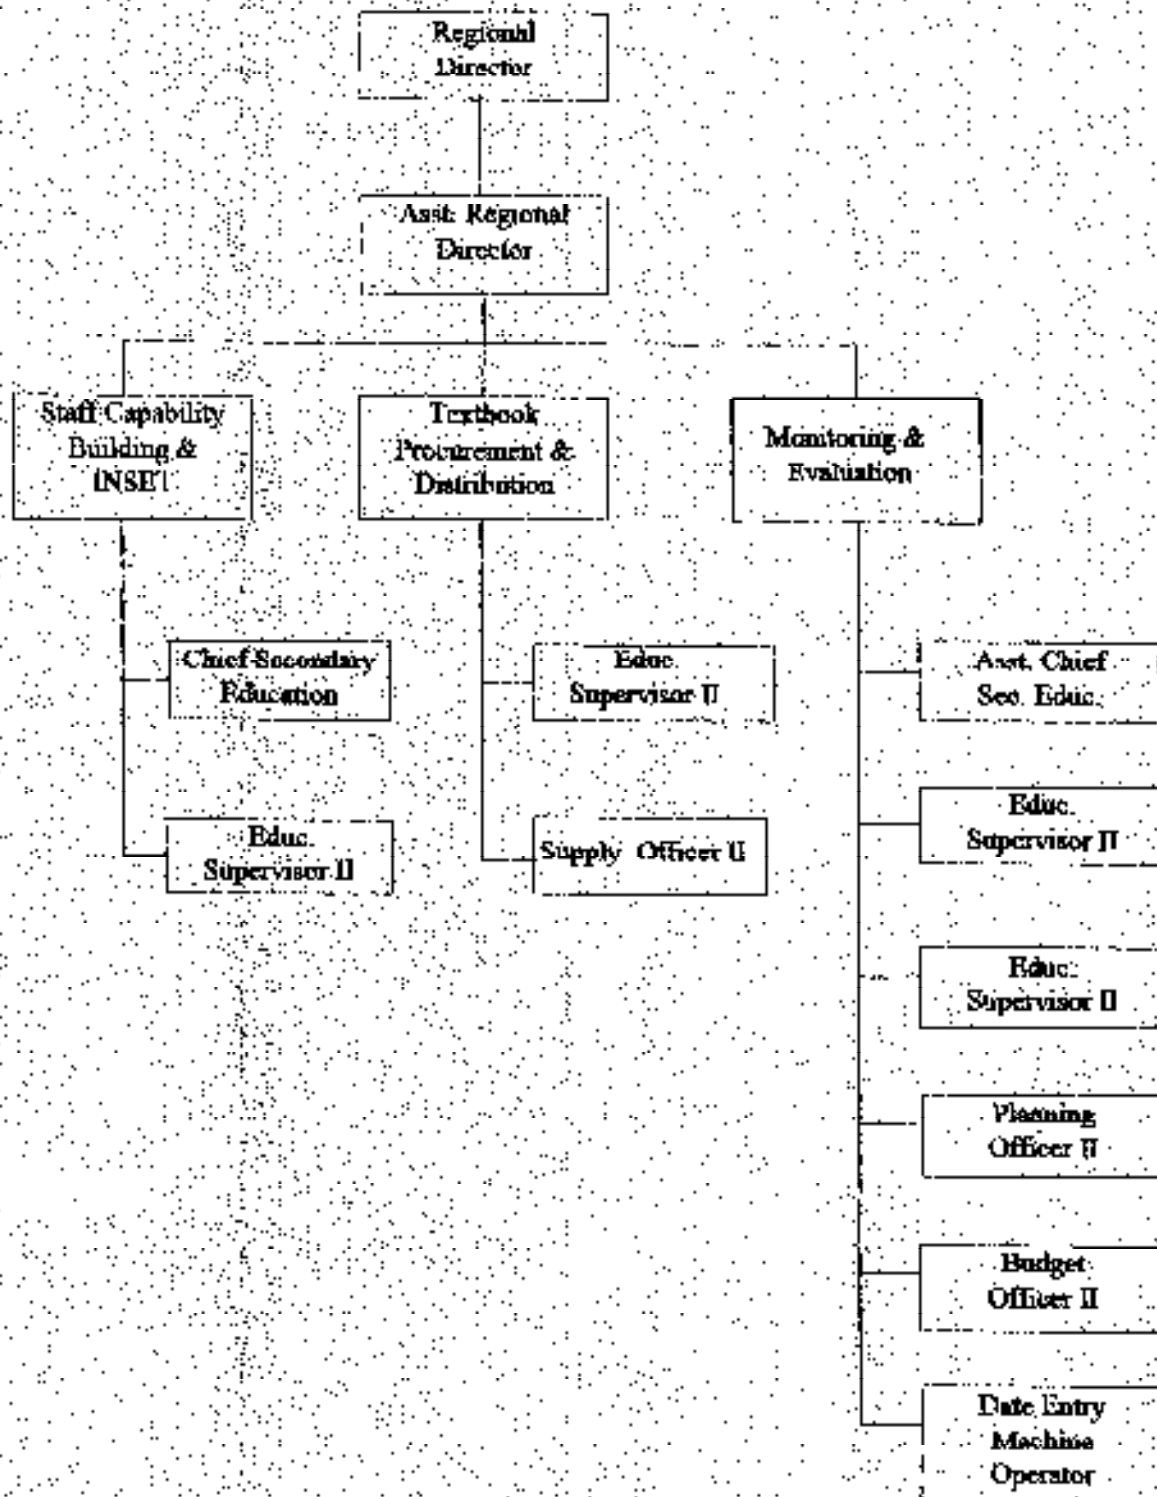 Regional
Director
Asst. Regional
Director
Staff Capability
Building &
INSET
Textbook
Procurement &
Distribution
Monitoring &
Evaluation
Chief Secondary
Education
Educ.
Supervisor II
Educ.
Supervisor II
Supply Officer II
Asst. Chief
Sec. Educ.
Educ.
Supervisor II
Educ.
Supervisor II
Planning
Officer II
Budget
Officer II
Date Entry
Machine
Operator